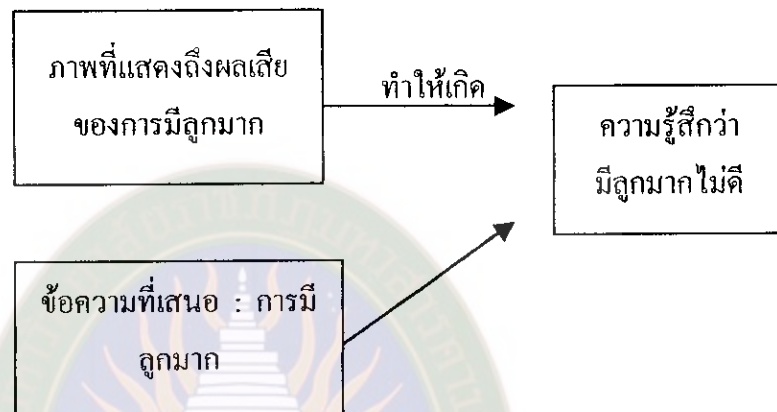 ภาพที่แสดงถึงผลเสีย
ของการมีลูกมาก
ทำให้เกิด
ความรู้สึกว่า
มีลูกมากไม่ดี
ข้อความที่เสนอ : การมี
ลูกมาก